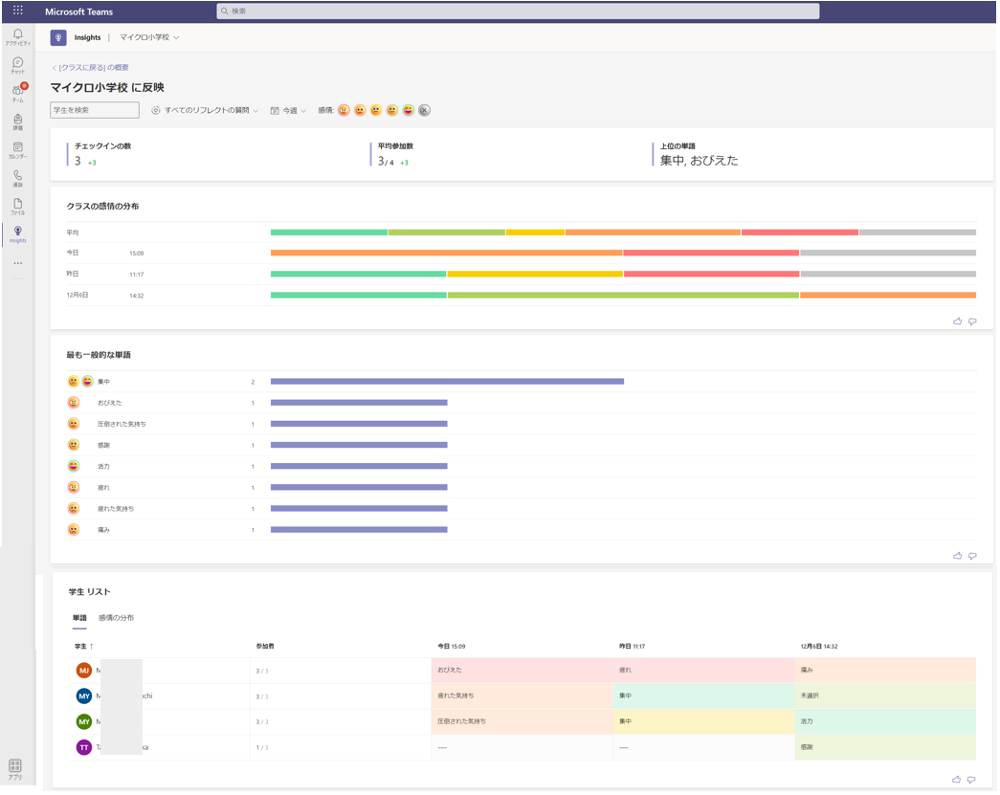 Microsoft Teams
検索
アクティビティ
チャット
チーム
課題
カレンダー
通話
ファイル
Insights
アプリ
Insights | マイクロ小学校
[クラスに戻る] の概要
マイクロ小学校 に反映
学生を検索 すべてのリフレクトの質問 今週 感情:
チェックインの数 平均参加数 上位の単語
3 +3 3/ 4 +3 集中, おびえた
クラスの感情の分布
平均
今日 15:09
昨日 11:17
12月6日 14:32
最も一般的な単語
集中 2
おびえた 1
圧倒された気持ち 1
感謝 1
活力 1
疲れ 1
疲れた気持ち 1
痛み 1
学生 リスト
単語 感情の分布
学生 ↑ 参加者 今日 15:09 昨日 11:17 12月6日 14:32
MJ M 3 / 3 おびえた 疲れ 痛み
MY M chi 3 / 3 疲れた気持ち 集中 未選択
MY M 3 / 3 圧倒された気持ち 集中 活力
TT T ka 1 / 3 — — 感謝